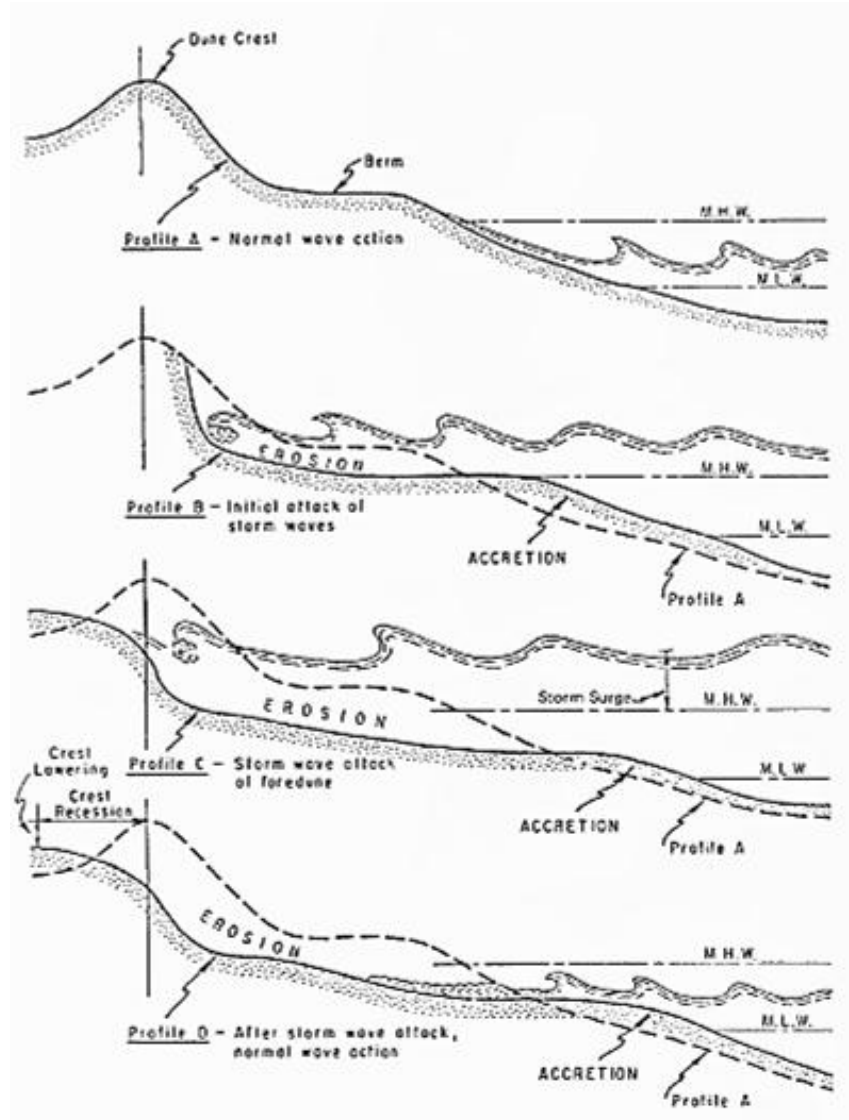 Dune Crest
Berm
M.H.W.
Profile A - Normal wave action
M.L.W.
EROSION
M.H.W.
Profile B - Initial attack of
storm waves
M.L.W.
ACCRETION
Profile A
Storm Surge
M.H.W.
EROSION
Crest
Lowering
Profile C - Storm wave attack
of foredune
M.L.W.
Crest
Recession
ACCRETION
Profile A
EROSION
M.H.W.
M.L.W.
Profile D - After storm wave attack,
normal wave action
ACCRETION
Profile A